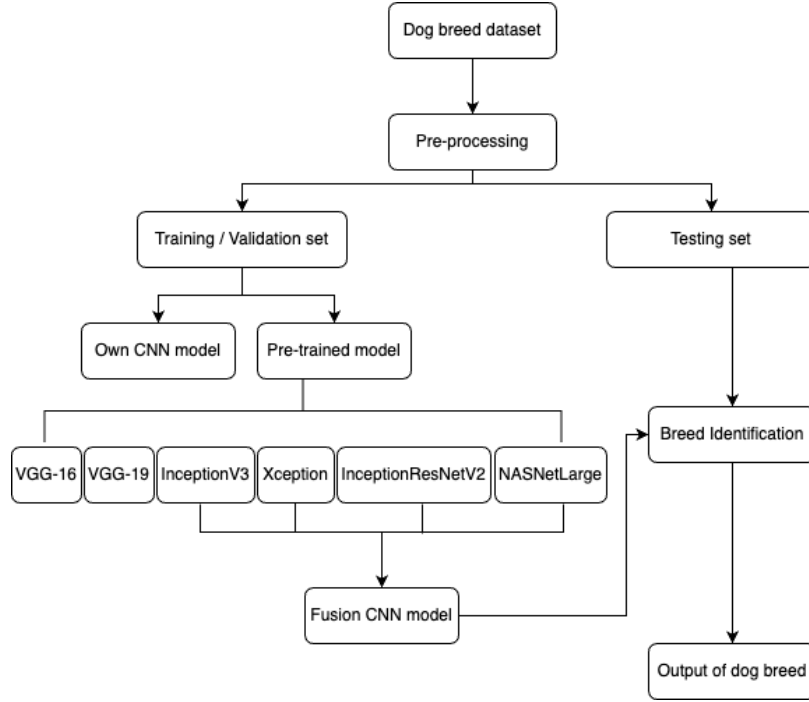 Dog breed dataset
Pre-processing
Training / Validation set
Testing set
Own CNN model
Pre-trained model
Breed Identification
VGG-16
VGG-19
InceptionV3
Xception
InceptionResNetV2
NASNetLarge
Fusion CNN model
Output of dog breed